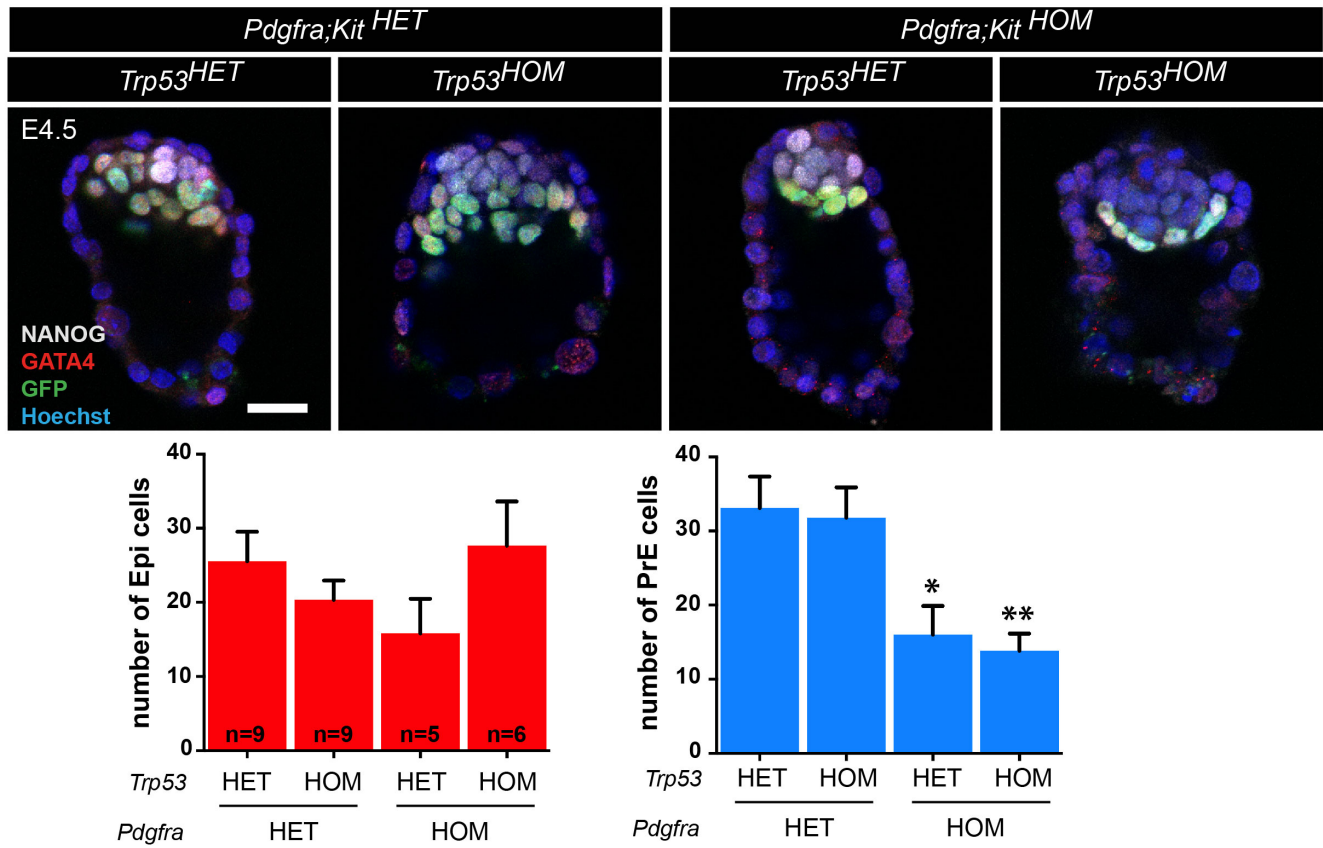 Pdgfra;Kit HET
Pdgfra;Kit HOM
Trp53HET
Trp53HOM
Trp53HET
Trp53HOM
E4.5
NANOG
GATA4
GFP
Hoechst
number of Epi cells
40
30
20
10
0
n=9
n=9
n=5
n=6
Trp53
HET
HOM
HET
HOM
Pdgfra
HET
HOM
number of PrE cells
40
30
20
10
0
*
**
Trp53
HET
HOM
HET
HOM
Pdgfra
HET
HOM